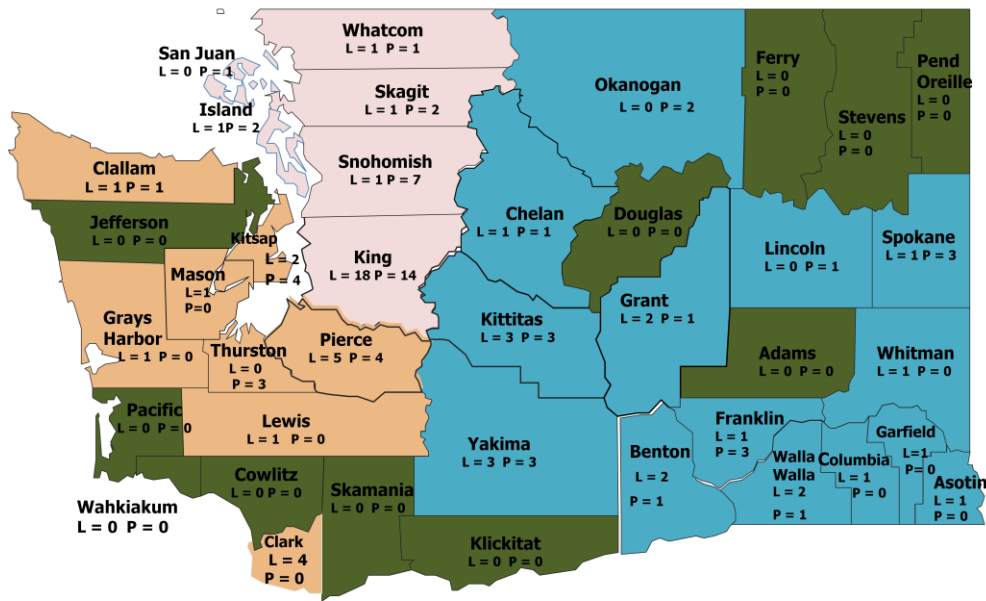 Whatcom
L = 1 P = 1
San Juan
L = 0 P = 1
Skagit
L = 1 P = 2
Island
L = 1P = 2
Snohomish
L = 1 P = 7
King
L = 18 P = 14
Okanogan
L = 0 P = 2
Ferry
L = 0
P = 0
Stevens
L = 0
P = 0
Pend
Oreille
L = 0
P = 0
Clallam
L = 1 P = 1
Jefferson
L = 0 P = 0
Kitsap
L = 2
P = 4
Mason
L=1
P=0
Grays
Harbor
L = 1 P = 0
Thurston
L = 0
P = 3
Pierce
L = 5 P = 4
Chelan
L = 1 P = 1
Douglas
L = 0 P = 0
Kittitas
L = 3 P = 3
Grant
L = 2 P = 1
Lincoln
L = 0 P = 1
Spokane
L = 1 P = 3
Adams
L = 0 P = 0
Whitman
L = 1 P = 0
Pacific
L = 0 P = 0
Lewis
L = 1 P = 0
Yakima
L = 3 P = 3
Benton
L = 2
P = 1
Franklin
L = 1
P = 3
Walla
Walla
L = 2
P = 1
Columbia
L = 1
P = 0
Garfield
L=1
P= 0
Asotin
L = 1
P = 0
Wahkiakum
L = 0 P = 0
Cowlitz
L = 0 P = 0
Skamania
L = 0 P = 0
Clark
L = 4
P = 0
Klickitat
L = 0 P = 0